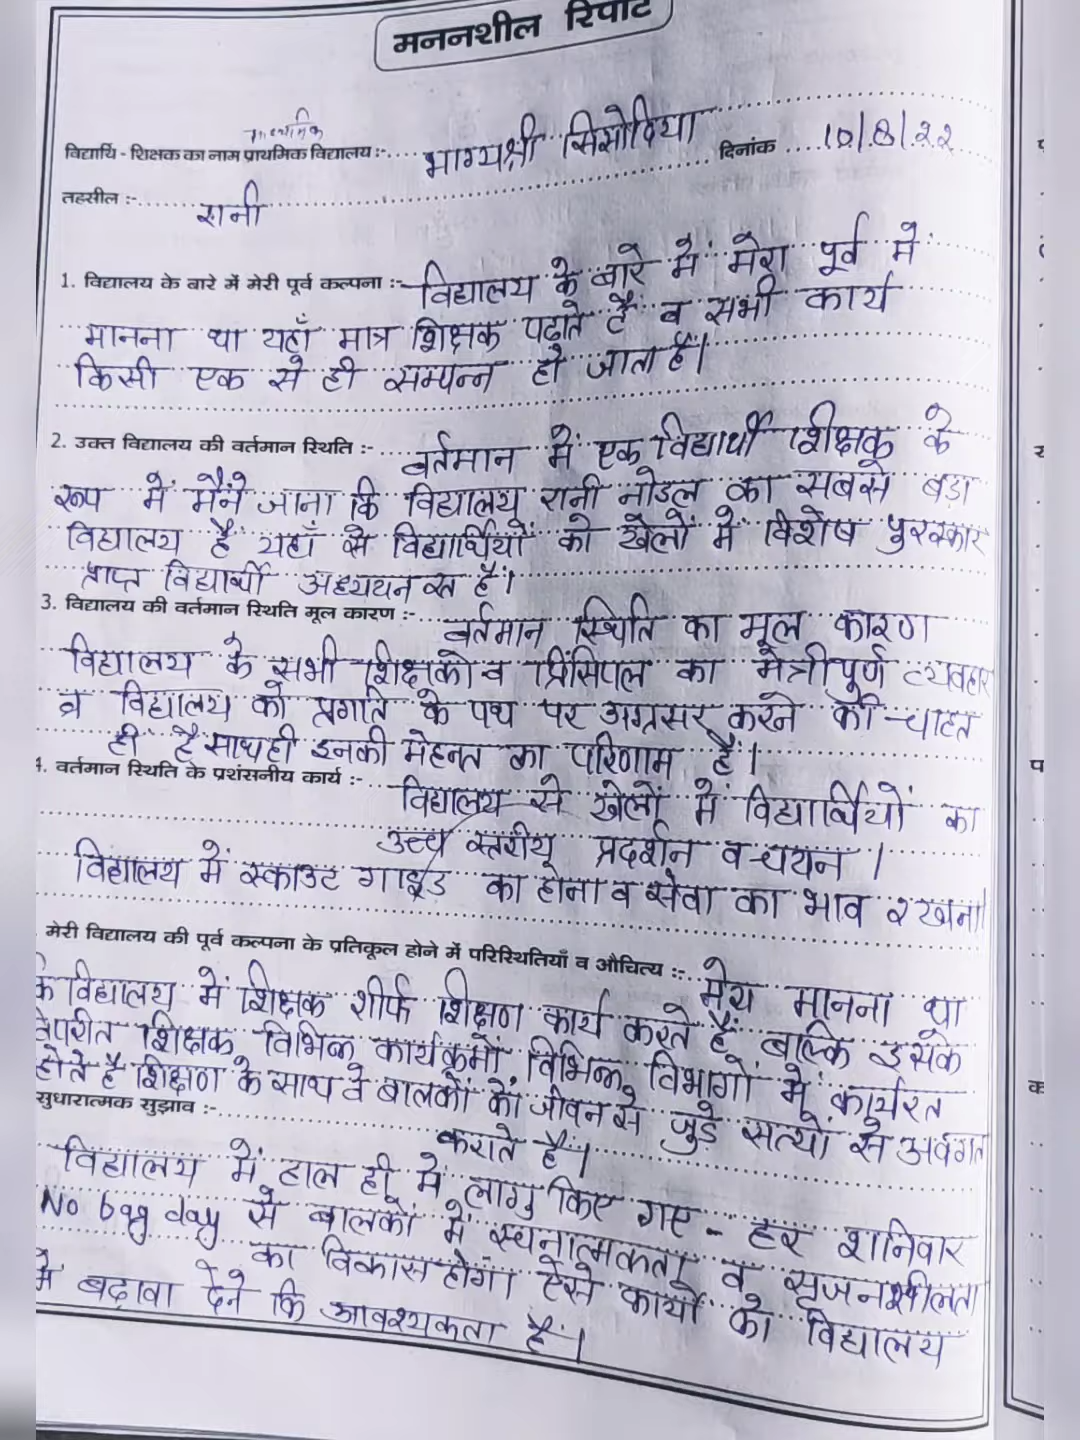 मननशील रिपोर्ट
माध्यमिक
विद्यार्थि - शिक्षक का नाम प्राथमिक विद्यालय :- भाग्यश्री सिसोदिया दिनांक 10/8/22
तहसील :- रानी
1. विद्यालय के बारे में मेरी पूर्व कल्पना :- विद्यालय के बारे में मेरा पूर्व में
मानना था यहाँ मात्र शिक्षक पढ़ाते हैं व सभी कार्य
किसी एक से ही सम्पन्न हो जाता है।
2. उक्त विद्यालय की वर्तमान स्थिति :- वर्तमान में एक विद्यार्थी शिक्षक के
रूप में मैंने जाना कि विद्यालय रानी नोडल का सबसे बड़ा
विद्यालय है यहाँ से विद्यार्थियों को खेलों में विशेष पुरस्कार
प्राप्त विद्यार्थी अध्ययन रत है।
3. विद्यालय की वर्तमान स्थिति मूल कारण :- वर्तमान स्थिति का मूल कारण
विद्यालय के सभी शिक्षको व प्रिंसिपल का मैत्रीपूर्ण व्यवहार
व विद्यालय को प्रगति के पथ पर अग्रसर करने की चाहत
ही है साथ ही इनकी मेहनत का परिणाम है।
4. वर्तमान स्थिति के प्रशंसनीय कार्य :- विद्यालय से खेलों में विद्यार्थियों का
उच्च स्तरीय प्रदर्शन व चयन।
विद्यालय में स्काउट गाइड का होना व सेवा का भाव रखना
मेरी विद्यालय की पूर्व कल्पना के प्रतिकूल होने में परिस्थितियाँ व औचित्य :- मेरा मानना था
कि विद्यालय में शिक्षक शीर्फ शिक्षण कार्य करते हैं बल्कि इसके
विपरीत शिक्षक विभिन्न कार्यक्रमों, विभिन्न विभागों में कार्यरत
होते है शिक्षण के साथ वे बालकों को जीवन से जुड़े सत्यों से अवगत
सुधारात्मक सुझाव :- कराते हैं।
विद्यालय में हाल ही में लागु किए गए - हर शनिवार
No bag day से बालकों में रचनात्मकता व सृजनशीलता
का विकास होगा ऐसे कार्यों को विद्यालय
में बढ़ावा देने कि आवश्यकता है।